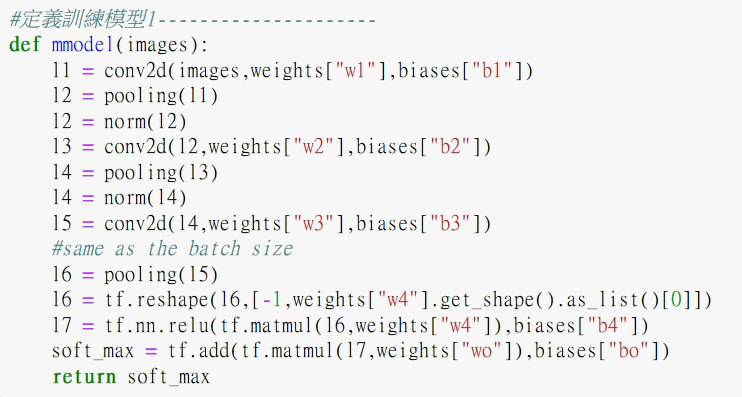 #定義訓練模型1---------------------
def mmodel(images):
    l1 = conv2d(images,weights["w1"],biases["b1"])
    l2 = pooling(l1)
    l2 = norm(l2)
    l3 = conv2d(l2,weights["w2"],biases["b2"])
    l4 = pooling(l3)
    l4 = norm(l4)
    l5 = conv2d(l4,weights["w3"],biases["b3"])
    #same as the batch size
    l6 = pooling(l5)
    l6 = tf.reshape(l6,[-1,weights["w4"].get_shape().as_list()[0]])
    l7 = tf.nn.relu(tf.matmul(l6,weights["w4"]),biases["b4"])
    soft_max = tf.add(tf.matmul(l7,weights["wo"]),biases["bo"])
    return soft_max